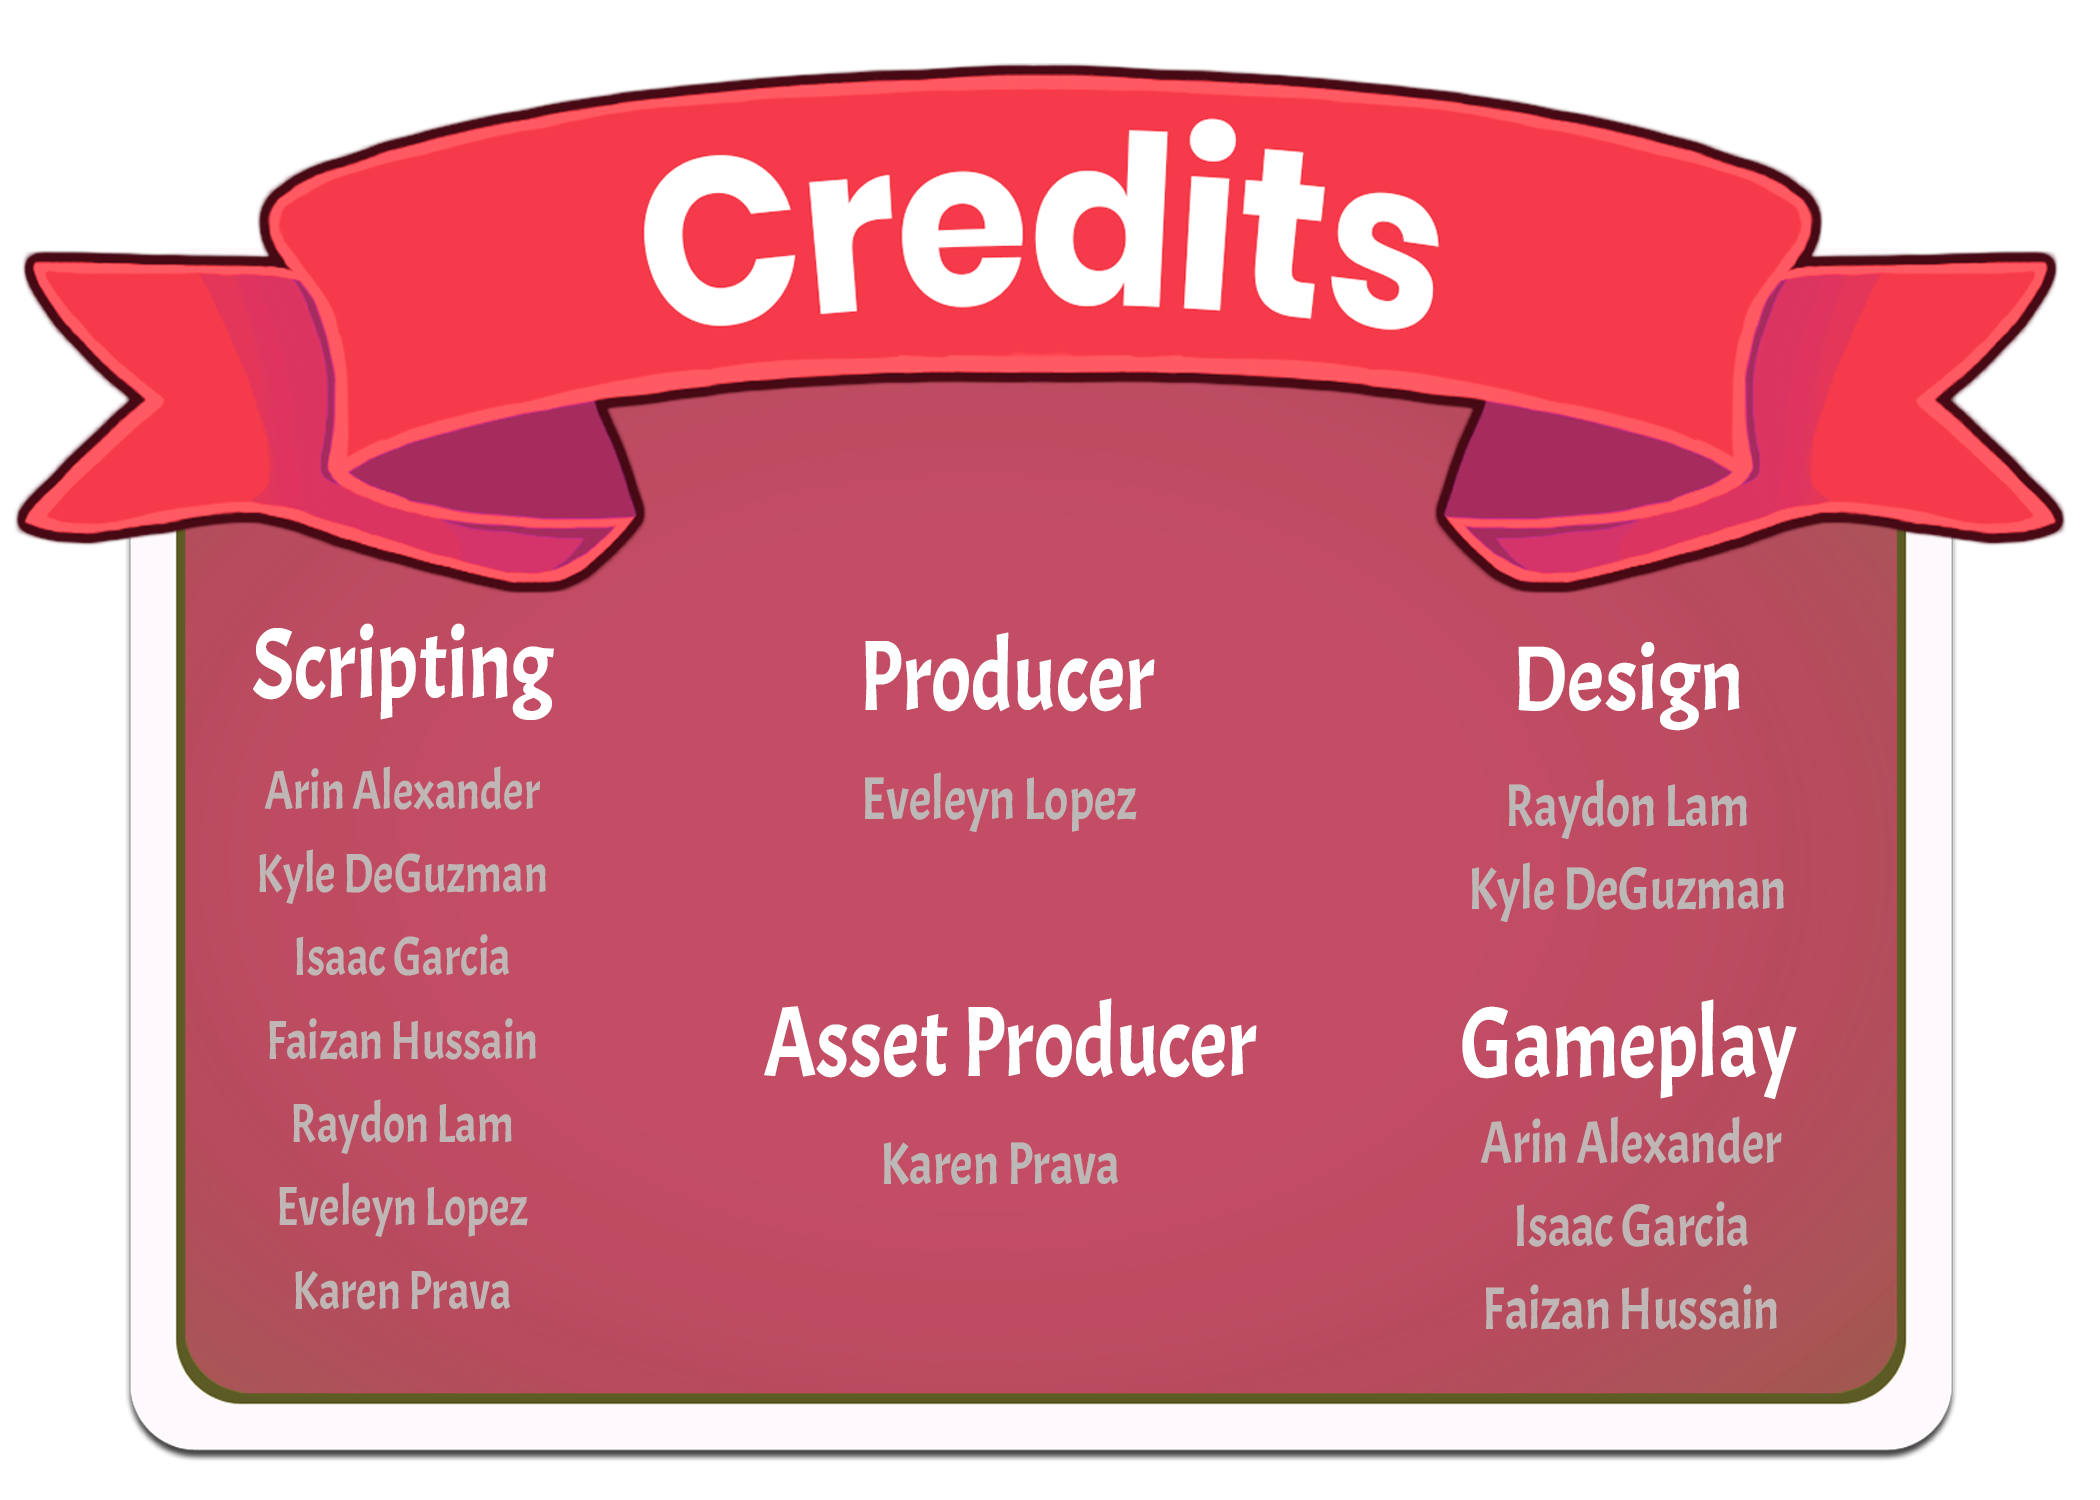 Credits
Scripting
Arin Alexander
Kyle DeGuzman
Isaac Garcia
Faizan Hussain
Raydon Lam
Eveleyn Lopez
Karen Prava
Producer
Eveleyn Lopez
Asset Producer
Karen Prava
Design
Raydon Lam
Kyle DeGuzman
Gameplay
Arin Alexander
Isaac Garcia
Faizan Hussain